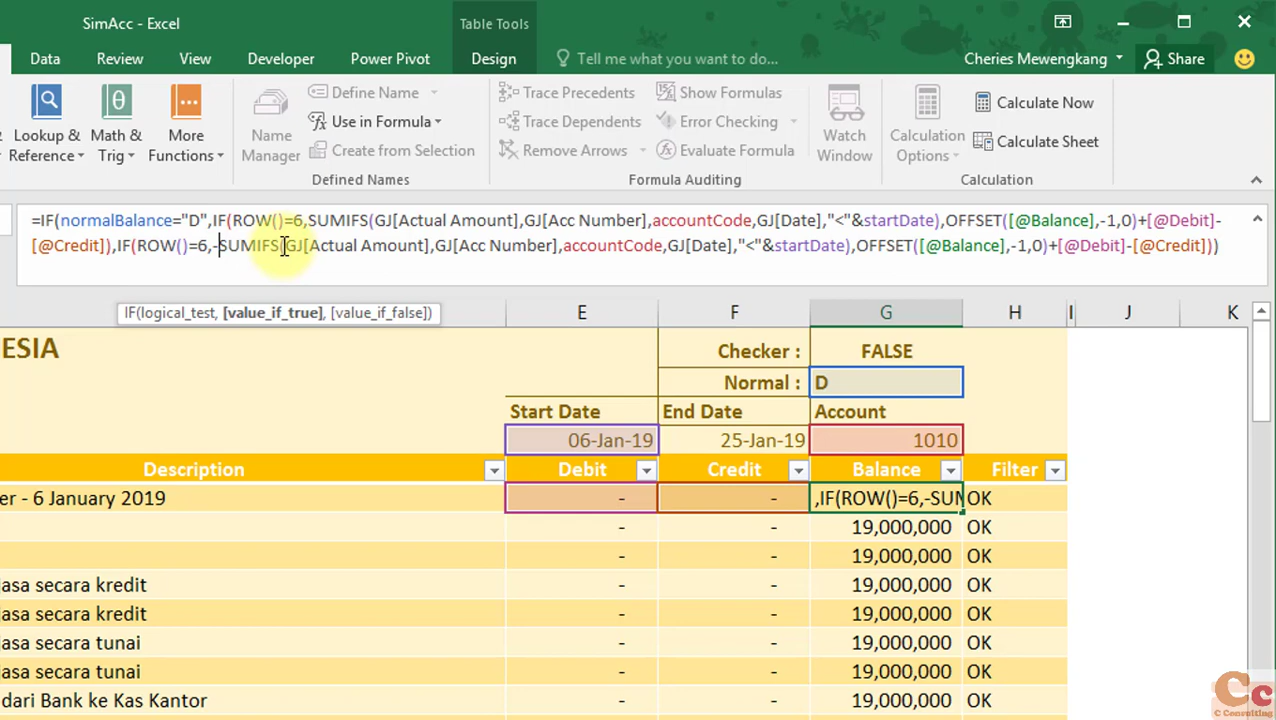 SimAcc - Excel
Table Tools
Data Review View Developer Power Pivot Design Tell me what you want to do... Cheries Mewengkang Share
Lookup & Reference
Math & Trig
More Functions
Name Manager
Define Name
Use in Formula
Create from Selection
Defined Names
Trace Precedents
Trace Dependents
Remove Arrows
Show Formulas
Error Checking
Evaluate Formula
Watch Window
Formula Auditing
Calculation Options
Calculate Now
Calculate Sheet
Calculation
=IF(normalBalance="D",IF(ROW()=6,SUMIFS(GJ[Actual Amount],GJ[Acc Number],accountCode,GJ[Date],"<"&startDate),OFFSET([@Balance],-1,0)+[@Debit]-
[@Credit]),IF(ROW()=6,-SUMIFS(GJ[Actual Amount],GJ[Acc Number],accountCode,GJ[Date],"<"&startDate),OFFSET([@Balance],-1,0)+[@Debit]-[@Credit]))
IF(logical_test, [value_if_true], [value_if_false])
E F G H I J K
ESIA Checker : FALSE
Normal : D
Start Date End Date Account
06-Jan-19 25-Jan-19 1010
Description Debit Credit Balance Filter
er - 6 January 2019 - - ,IF(ROW()=6,-SUM OK
- - 19,000,000 OK
- - 19,000,000 OK
jasa secara kredit - - 19,000,000 OK
jasa secara kredit - - 19,000,000 OK
jasa secara tunai - - 19,000,000 OK
jasa secara tunai - - 19,000,000 OK
dari Bank ke Kas Kantor - - 19,000,000 OK
Cc
C Consulting